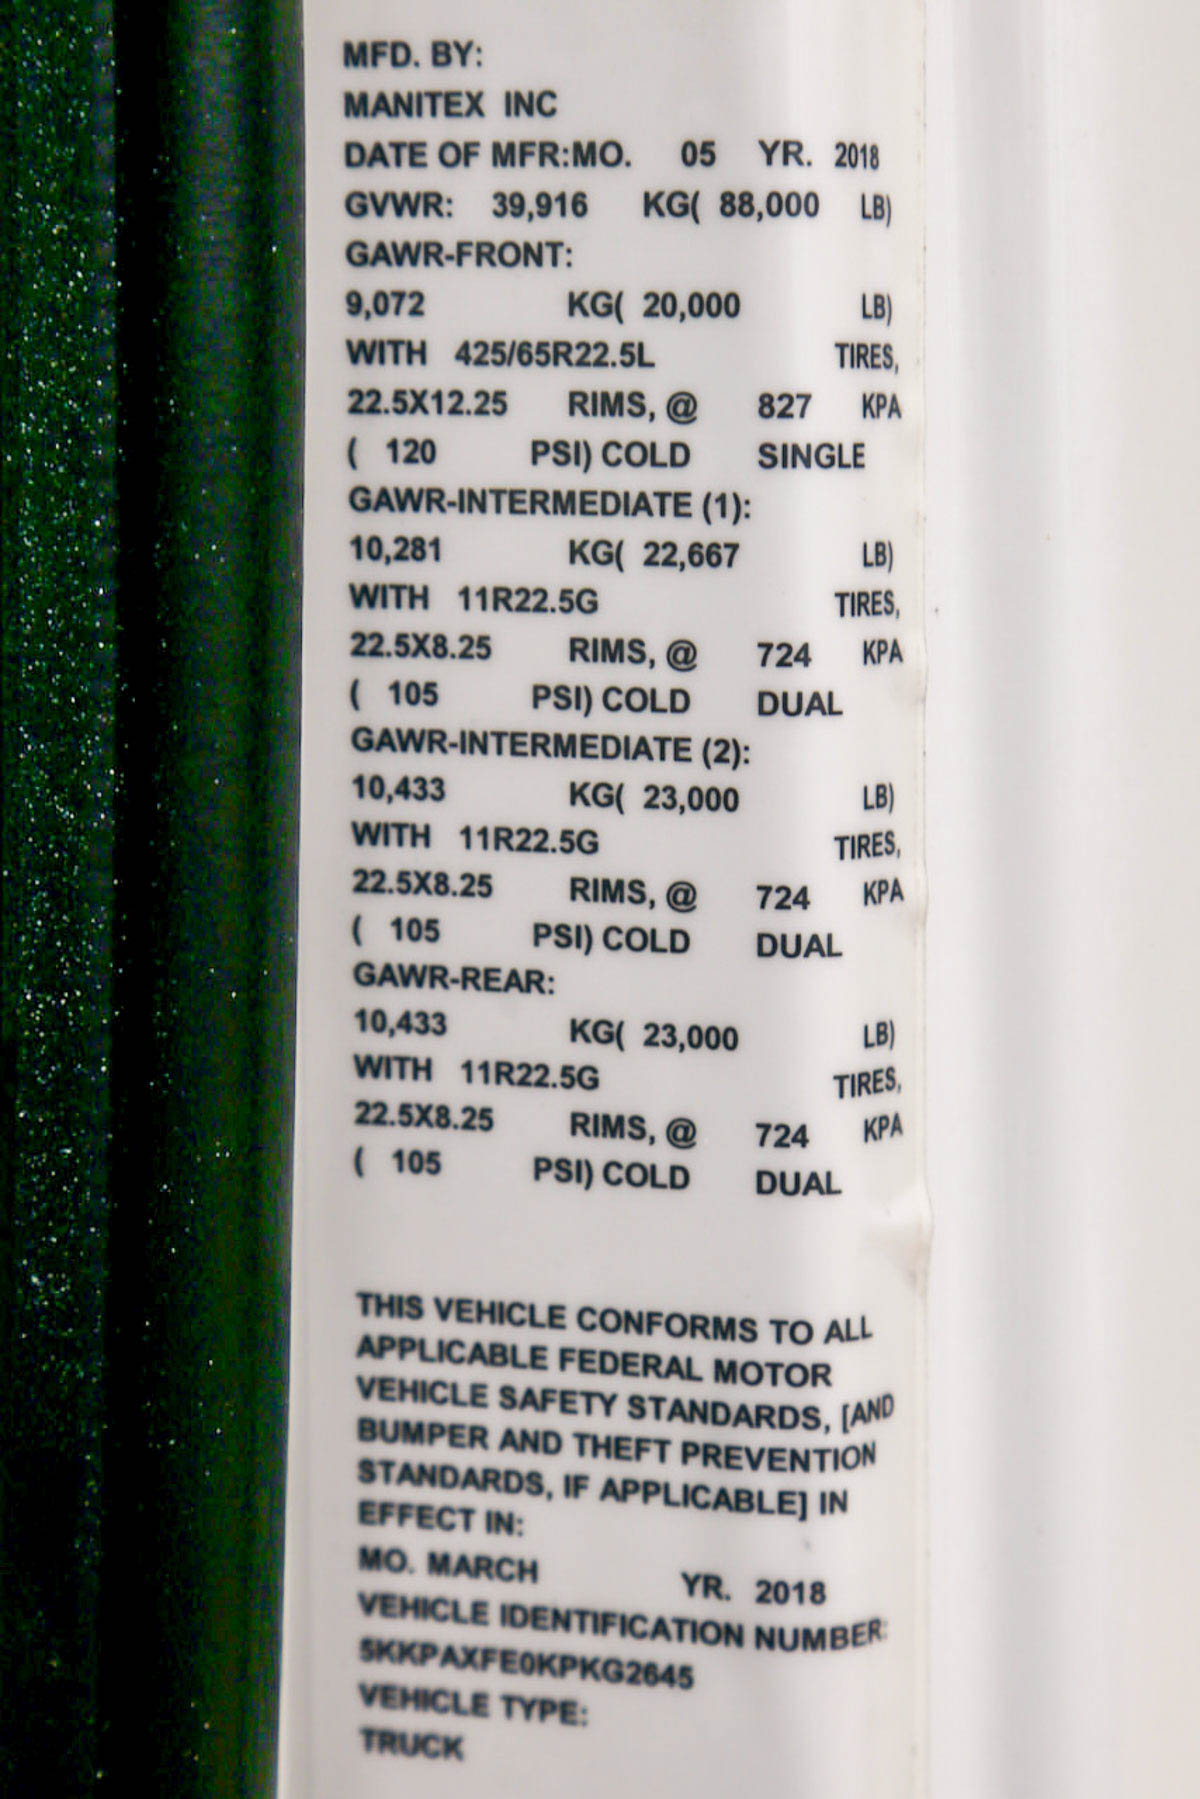 MFD. BY:
MANITEX INC
DATE OF MFR:MO. 05 YR. 2018
GVWR: 39,916 KG( 88,000 LB)
GAWR-FRONT:
9,072 KG( 20,000 LB)
WITH 425/65R22.5L TIRES,
22.5X12.25 RIMS, @ 827 KPA
( 120 PSI) COLD SINGLE
GAWR-INTERMEDIATE (1):
10,281 KG( 22,667 LB)
WITH 11R22.5G TIRES,
22.5X8.25 RIMS, @ 724 KPA
( 105 PSI) COLD DUAL
GAWR-INTERMEDIATE (2):
10,433 KG( 23,000 LB)
WITH 11R22.5G TIRES,
22.5X8.25 RIMS, @ 724 KPA
( 105 PSI) COLD DUAL
GAWR-REAR:
10,433 KG( 23,000 LB)
WITH 11R22.5G TIRES,
22.5X8.25 RIMS, @ 724 KPA
( 105 PSI) COLD DUAL
THIS VEHICLE CONFORMS TO ALL
APPLICABLE FEDERAL MOTOR
VEHICLE SAFETY STANDARDS, [AND
BUMPER AND THEFT PREVENTION
STANDARDS, IF APPLICABLE] IN
EFFECT IN:
MO. MARCH YR. 2018
VEHICLE IDENTIFICATION NUMBER:
5KKPAXFE0KPKG2645
VEHICLE TYPE:
TRUCK